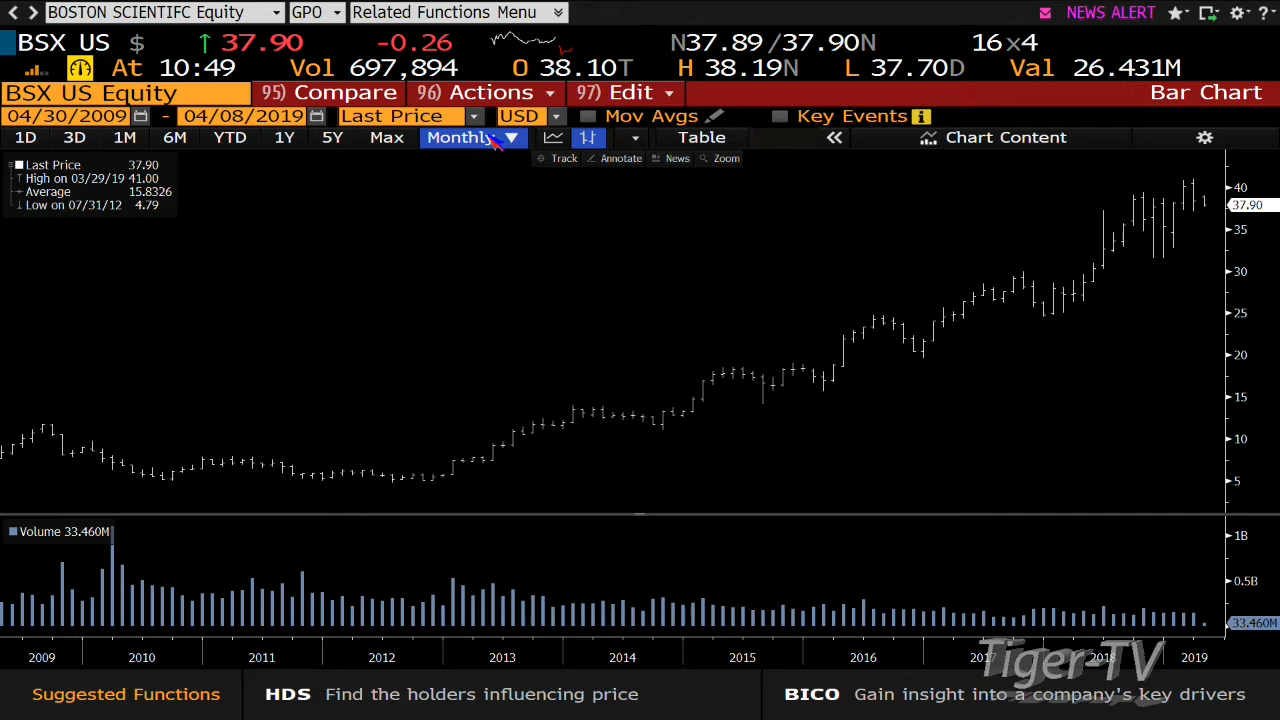 BOSTON SCIENTIFC Equity GPO Related Functions Menu NEWS ALERT ?
BSX US $ ↑ 37.90 -0.26 N37.89 /37.90N 16x4
At 10:49 Vol 697,894 O 38.10T H 38.19N L 37.70D Val 26.431M
BSX US Equity 95) Compare 96) Actions 97) Edit Bar Chart
04/30/2009 - 04/08/2019 Last Price USD Mov Avgs Key Events i
1D 3D 1M 6M YTD 1Y 5Y Max Monthly ▼ Table « Chart Content
Track Annotate News Zoom
Last Price 37.90
High on 03/29/19 41.00
Average 15.8326
Low on 07/31/12 4.79
40
37.90
35
30
25
20
15
10
5
Volume 33.460M
1B
0.5B
33.460M
2009 2010 2011 2012 2013 2014 2015 2016 2017 2018 2019
Tiger-TV
Suggested Functions HDS Find the holders influencing price BICO Gain insight into a company's key drivers